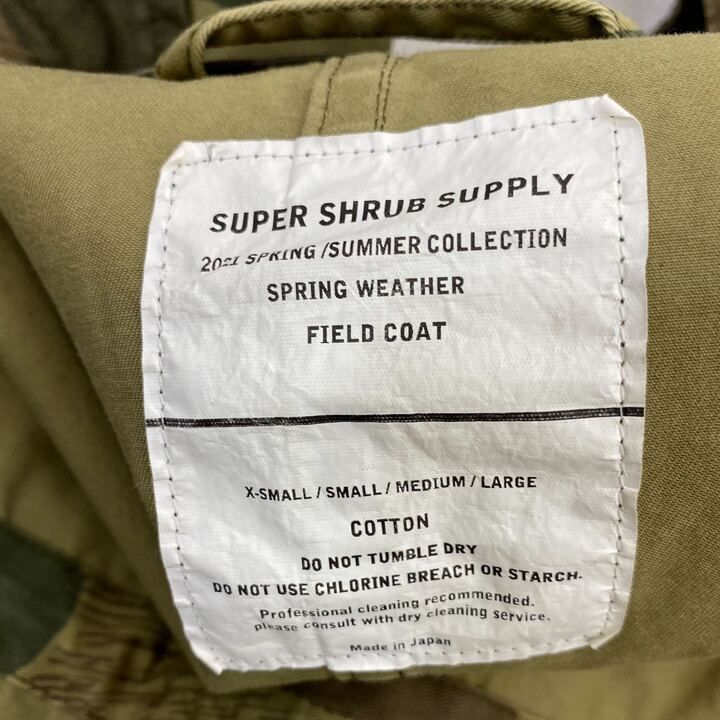 SUPER SHRUB SUPPLY
2021 SPRING /SUMMER COLLECTION
SPRING WEATHER
FIELD COAT
X-SMALL / SMALL / MEDIUM / LARGE
COTTON
DO NOT TUMBLE DRY
DO NOT USE CHLORINE BREACH OR STARCH.
Professional cleaning recommended.
please consult with dry cleaning service.
Made in Japan